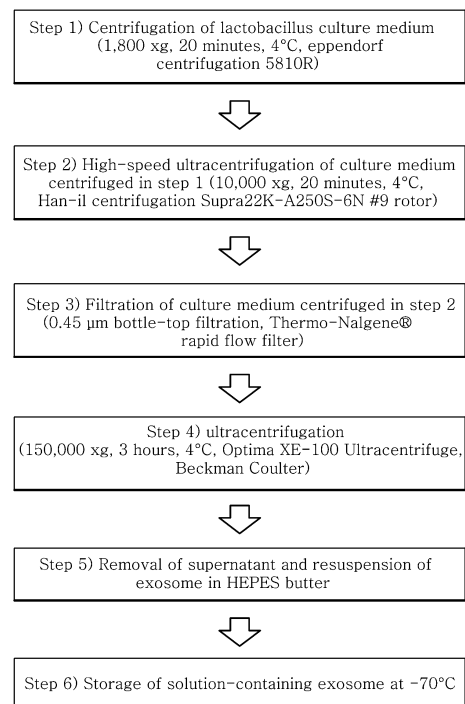 Step 1) Centrifugation of lactobacillus culture medium
(1,800 xg, 20 minutes, 4°C, eppendorf
centrifugation 5810R)
Step 2) High-speed ultracentrifugation of culture medium
centrifuged in step 1 (10,000 xg, 20 minutes, 4°C,
Han-il centrifugation Supra22K-A250S-6N #9 rotor)
Step 3) Filtration of culture medium centrifuged in step 2
(0.45 µm bottle-top filtration, Thermo-Nalgene®
rapid flow filter)
Step 4) ultracentrifugation
(150,000 xg, 3 hours, 4°C, Optima XE-100 Ultracentrifuge,
Beckman Coulter)
Step 5) Removal of supernatant and resuspension of
exosome in HEPES butter
Step 6) Storage of solution-containing exosome at -70°C